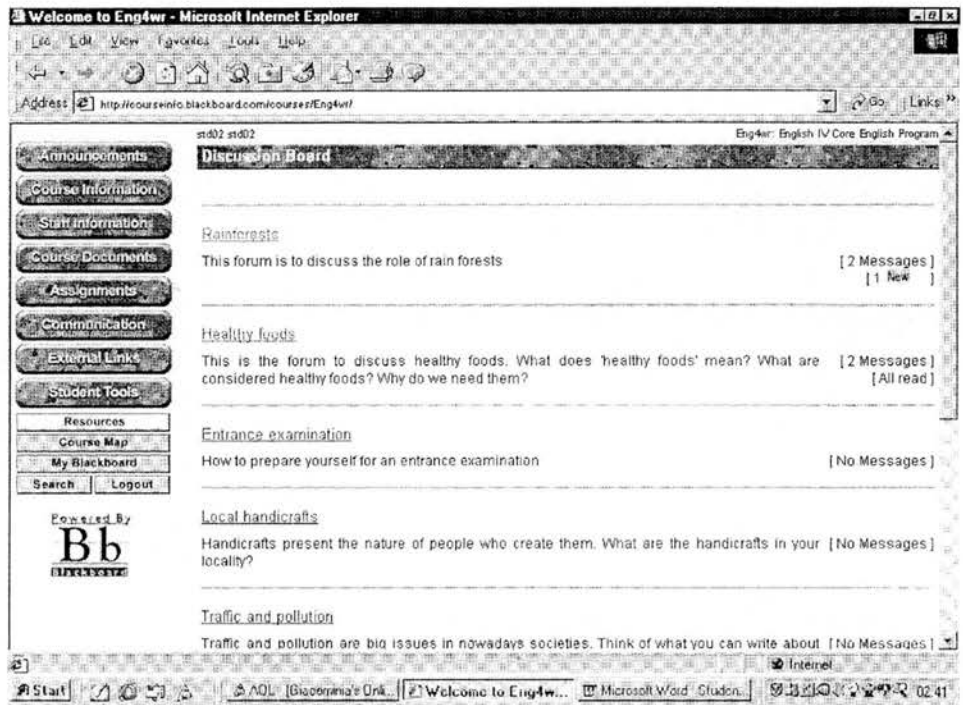 Welcome to Eng4wr - Microsoft Internet Explorer
Edit View Favorites Tools Help
Address http://courseinfo.blackboard.com/courses/Eng4wr/ Go Links »
std02 std02 Eng4wr: English IV Core English Program
Discussion Board
Announcements
Course Information
Staff Information
Course Documents
Assignments
Communication
External Links
Student Tools
Resources
Course Map
My Blackboard
Search Logout
Powered By
Bb
Blackboard
Rainforests
This forum is to discuss the role of rain forests [ 2 Messages ]
[ 1 New ]
Healthy foods
This is the forum to discuss healthy foods. What does 'healthy foods' mean? What are [ 2 Messages ]
considered healthy foods? Why do we need them? [ All read ]
Entrance examination
How to prepare yourself for an entrance examination [ No Messages ]
Local handicrafts
Handicrafts present the nature of people who create them. What are the handicrafts in your [ No Messages ]
locality?
Traffic and pollution
Traffic and pollution are big issues in nowadays societies. Think of what you can write about [ No Messages ]
Internet
Start AOL Welcome to Eng4w... Microsoft Word 02:41